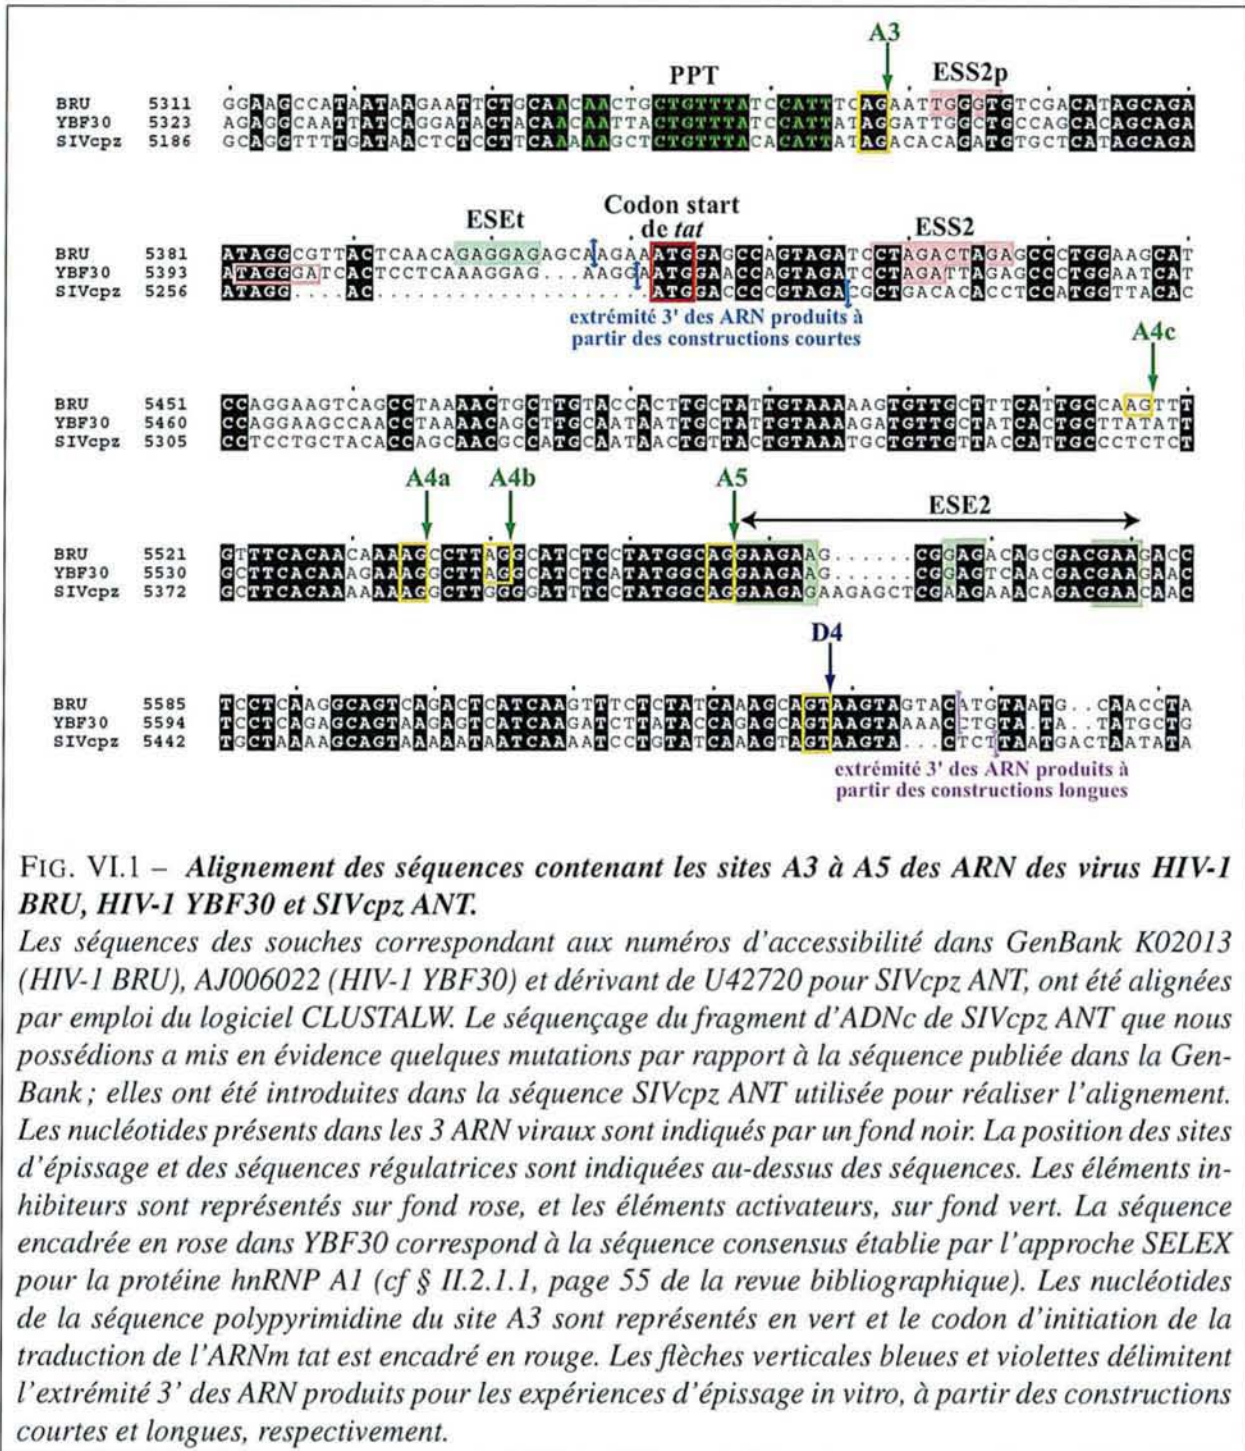 A3
PPT ESS2p
BRU 5311 GGAAGCCATAATAAGAATTCTGCAACAACTGCTGTTTATCCATTTCAGAATTGGGTGTCGACATAGCAGA
YBF30 5323 AGAGGCAATTATCAGGATACTACAACAATTACTGTTTATCCATTATAGGATTGGCTGCCAGCACAGCAGA
SIVcpz 5186 GCAGGTTTTGATAACTCTCCTTCAAAAAGCTCTGTTTACACATTATAGACACAGATGTGCTCATAGCAGA
ESEt Codon start ESS2
de tat
BRU 5381 ATAGGCGTTACTCAACAGAGGAGAGCAAGAAATGGAGCCAGTAGATCCTAGACTAGAGCCCTGGAAGCAT
YBF30 5393 ATAGGGATCACTCCTCAAAGGAG...AAGGAATGGAACCAGTAGATCCTAGATTAGAGCCCTGGAATCAT
SIVcpz 5256 ATAGG....AC....................ATGGACCCCGTAGACGCTGACACACCTCCATGGTTACAC
extrémité 3' des ARN produits à
partir des constructions courtes
A4c
BRU 5451 CCAGGAAGTCAGCCTAAAACTGCTTGTACCACTTGCTATTGTAAAAAGTGTTGCTTTCATTGCCAAGTTT
YBF30 5460 CCAGGAAGCCAACCTAAAACAGCTTGCAATAATTGCTATTGTAAAAGATGTTGCTATCACTGCTTATATT
SIVcpz 5305 CCTCCTGCTACACCAGCAACGCCATGCAATAACTGTTACTGTAAATGCTGTTGTTACCATTGCCTCTCT
A4a A4b A5
ESE2
BRU 5521 GTTTCACAACAAAAGCCTTAGGCATCTCCTATGGCAGGAAGAAG......CGGAGACAGCGACGAAGACC
YBF30 5530 GCTTCACAAAGAAAGGCTTAGGCATCTCATATGGCAGGAAGAAG......CGGAGTCAACGACGAAGAAC
SIVcpz 5372 GCTTCACAAAAAAAGGCTTGGGGATTTCCTATGGCAGGAAGAGAAGAGCTCGAAGAAACAGACGAACAAC
D4
BRU 5585 TCCTCAAGGCAGTCAGACTCATCAAGTTTCTCTATCAAAGCAGTAAGTAGTACATGTAATG..CAACCTA
YBF30 5594 TCCTCAGAGCAGTAAGAGTCATCAAGATCTTATACCAGAGCAGTAAGTAAAACCTGTA.TA..TATGCTG
SIVcpz 5442 TGCTAAAAGCAGTAAAAATAATCAAAATCCTGTATCAAAGTAGTAAGTA...CTCTTAATGACTAATATA
extrémité 3' des ARN produits à
partir des constructions longues
FIG. VI.1 – Alignement des séquences contenant les sites A3 à A5 des ARN des virus HIV-1
BRU, HIV-1 YBF30 et SIVcpz ANT.
Les séquences des souches correspondant aux numéros d'accessibilité dans GenBank K02013
(HIV-1 BRU), AJ006022 (HIV-1 YBF30) et dérivant de U42720 pour SIVcpz ANT, ont été alignées
par emploi du logiciel CLUSTALW. Le séquençage du fragment d'ADNc de SIVcpz ANT que nous
possédions a mis en évidence quelques mutations par rapport à la séquence publiée dans la Gen-
Bank ; elles ont été introduites dans la séquence SIVcpz ANT utilisée pour réaliser l'alignement.
Les nucléotides présents dans les 3 ARN viraux sont indiqués par un fond noir. La position des sites
d'épissage et des séquences régulatrices sont indiquées au-dessus des séquences. Les éléments in-
hibiteurs sont représentés sur fond rose, et les éléments activateurs, sur fond vert. La séquence
encadrée en rose dans YBF30 correspond à la séquence consensus établie par l'approche SELEX
pour la protéine hnRNP A1 (cf § II.2.1.1, page 55 de la revue bibliographique). Les nucléotides
de la séquence polypyrimidine du site A3 sont représentés en vert et le codon d'initiation de la
traduction de l'ARNm tat est encadré en rouge. Les flèches verticales bleues et violettes délimitent
l'extrémité 3' des ARN produits pour les expériences d'épissage in vitro, à partir des constructions
courtes et longues, respectivement.